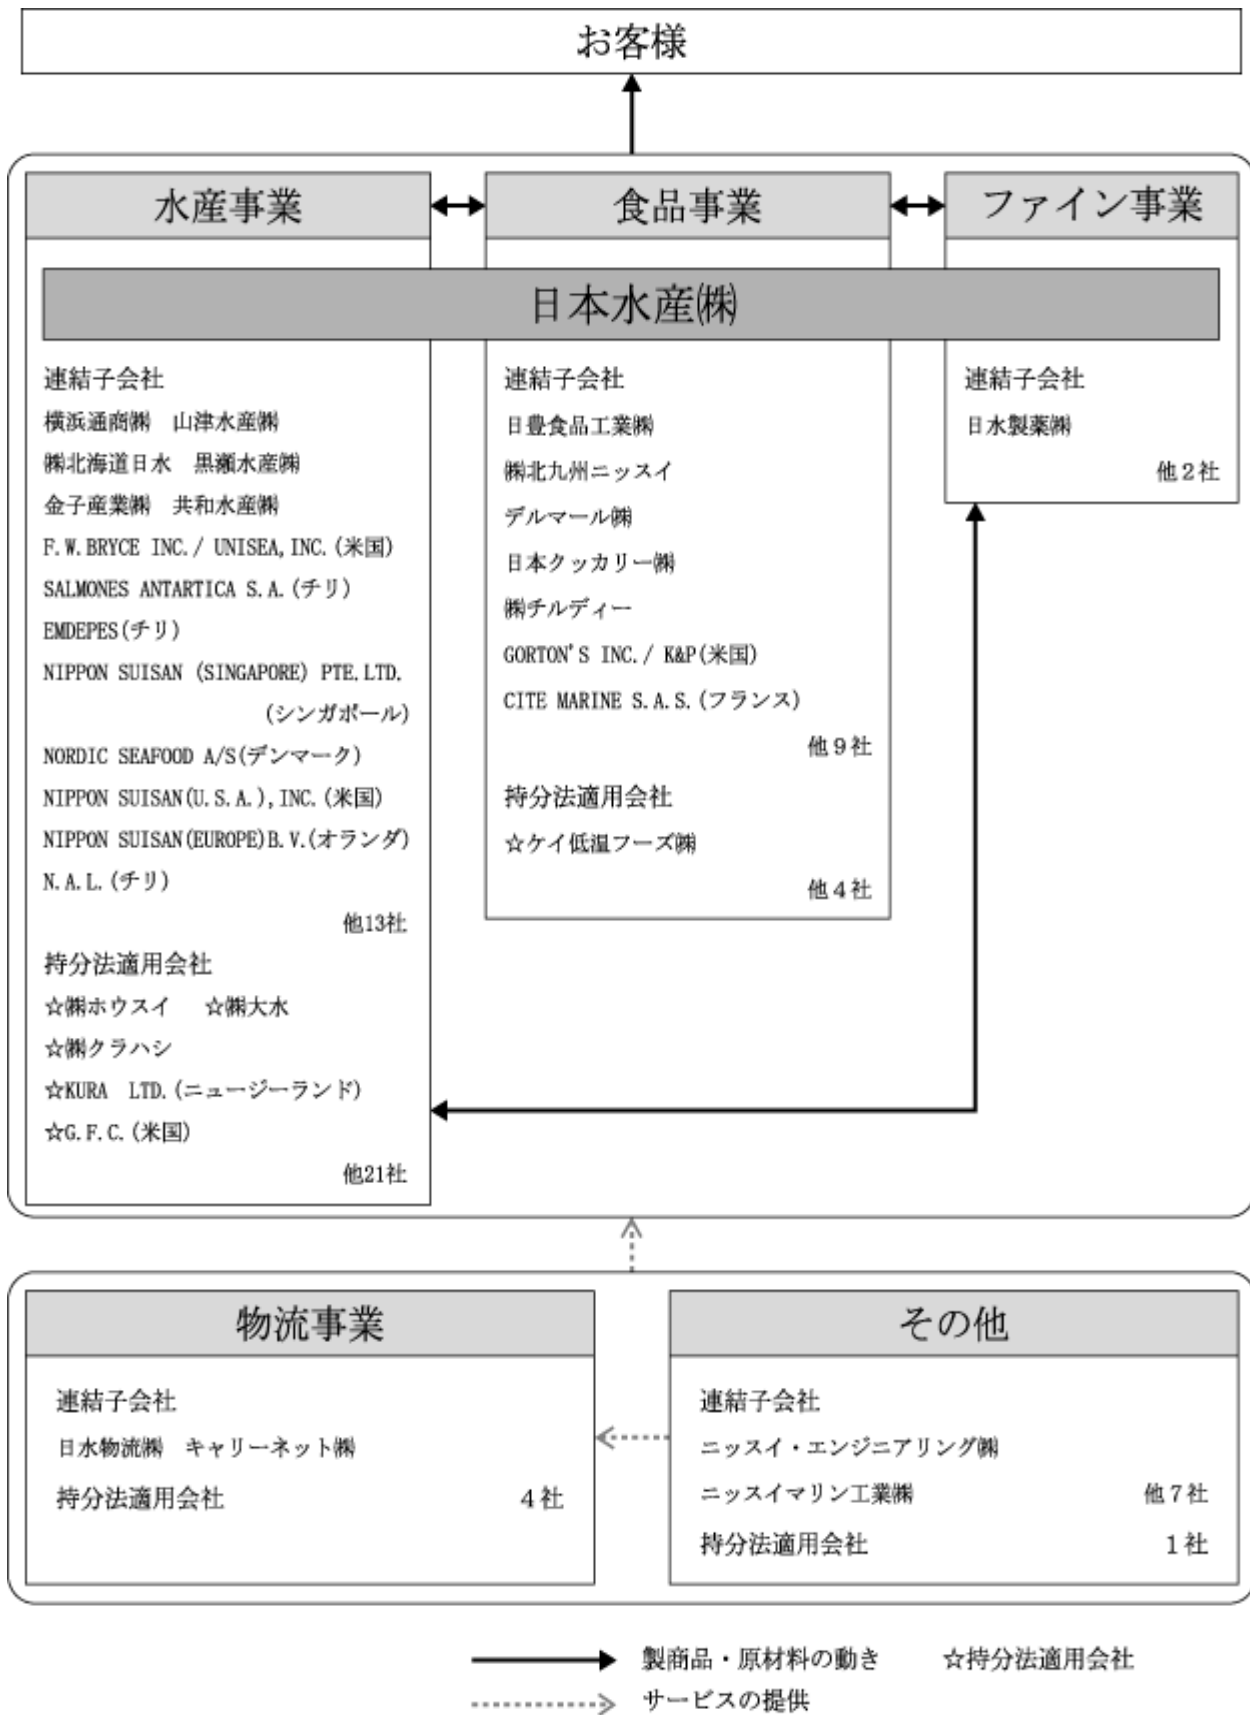 お客様
水産事業
食品事業
ファイン事業
日本水産㈱
連結子会社
横浜通商㈱　山津水産㈱
㈱北海道日水　黒瀬水産㈱
金子産業㈱　共和水産㈱
F.W.BRYCE INC./ UNISEA,INC.(米国)
SALMONES ANTARTICA S.A.(チリ)
EMDEPES(チリ)
NIPPON SUISAN (SINGAPORE) PTE.LTD.
(シンガポール)
NORDIC SEAFOOD A/S(デンマーク)
NIPPON SUISAN(U.S.A.),INC.(米国)
NIPPON SUISAN(EUROPE)B.V.(オランダ)
N.A.L.(チリ)
他13社
持分法適用会社
☆㈱ホウスイ　☆㈱大水
☆㈱クラハシ
☆KURA　LTD.(ニュージーランド)
☆G.F.C.(米国)
他21社
連結子会社
日豊食品工業㈱
㈱北九州ニッスイ
デルマール㈱
日本クッカリー㈱
㈱チルディー
GORTON'S INC./ K&P(米国)
CITE MARINE S.A.S.(フランス)
他９社
持分法適用会社
☆ケイ低温フーズ㈱
他４社
連結子会社
日水製薬㈱
他２社
物流事業
連結子会社
日水物流㈱　キャリーネット㈱
持分法適用会社　４社
その他
連結子会社
ニッスイ・エンジニアリング㈱
ニッスイマリン工業㈱　他７社
持分法適用会社　１社
製商品・原材料の動き　☆持分法適用会社
サービスの提供